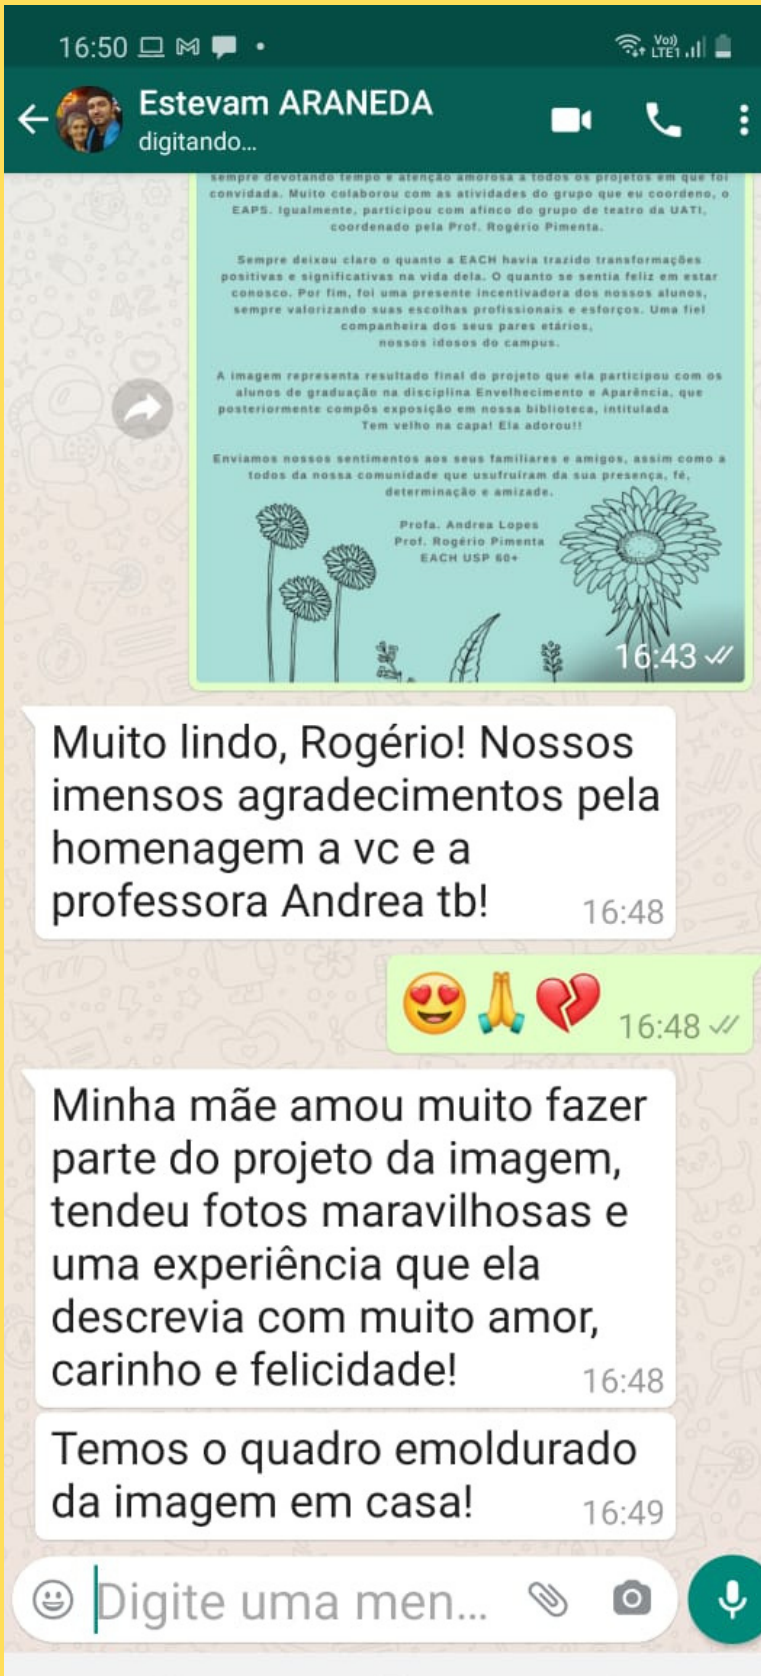 16:50
Vo))
LTE1
Estevam ARANEDA
digitando...
sempre devotando tempo e atenção amorosa a todos os projetos em que foi
convidada. Muito colaborou com as atividades do grupo que eu coordeno, o
EAPS. Igualmente, participou com afinco do grupo de teatro da UATI,
coordenado pela Prof. Rogério Pimenta.
Sempre deixou claro o quanto a EACH havia trazido transformações
positivas e significativas na vida dela. O quanto se sentia feliz em estar
conosco. Por fim, foi uma presente incentivadora dos nossos alunos,
sempre valorizando suas escolhas profissionais e esforços. Uma fiel
companheira dos seus pares etários,
nossos idosos do campus.
A imagem representa resultado final do projeto que ela participou com os
alunos de graduação na disciplina Envelhecimento e Aparência, que
posteriormente compôs exposição em nossa biblioteca, intitulada
Tem velho na capa! Ela adorou!!
Enviamos nossos sentimentos aos seus familiares e amigos, assim como a
todos da nossa comunidade que usufruíram da sua presença, fé,
determinação e amizade.
Profa. Andrea Lopes
Prof. Rogério Pimenta
EACH USP 60+
16:43
Muito lindo, Rogério! Nossos
imensos agradecimentos pela
homenagem a vc e a
professora Andrea tb!
16:48
😍🙏💔 16:48
Minha mãe amou muito fazer
parte do projeto da imagem,
tendeu fotos maravilhosas e
uma experiência que ela
descrevia com muito amor,
carinho e felicidade!
16:48
Temos o quadro emoldurado
da imagem em casa!
16:49
Digite uma men...